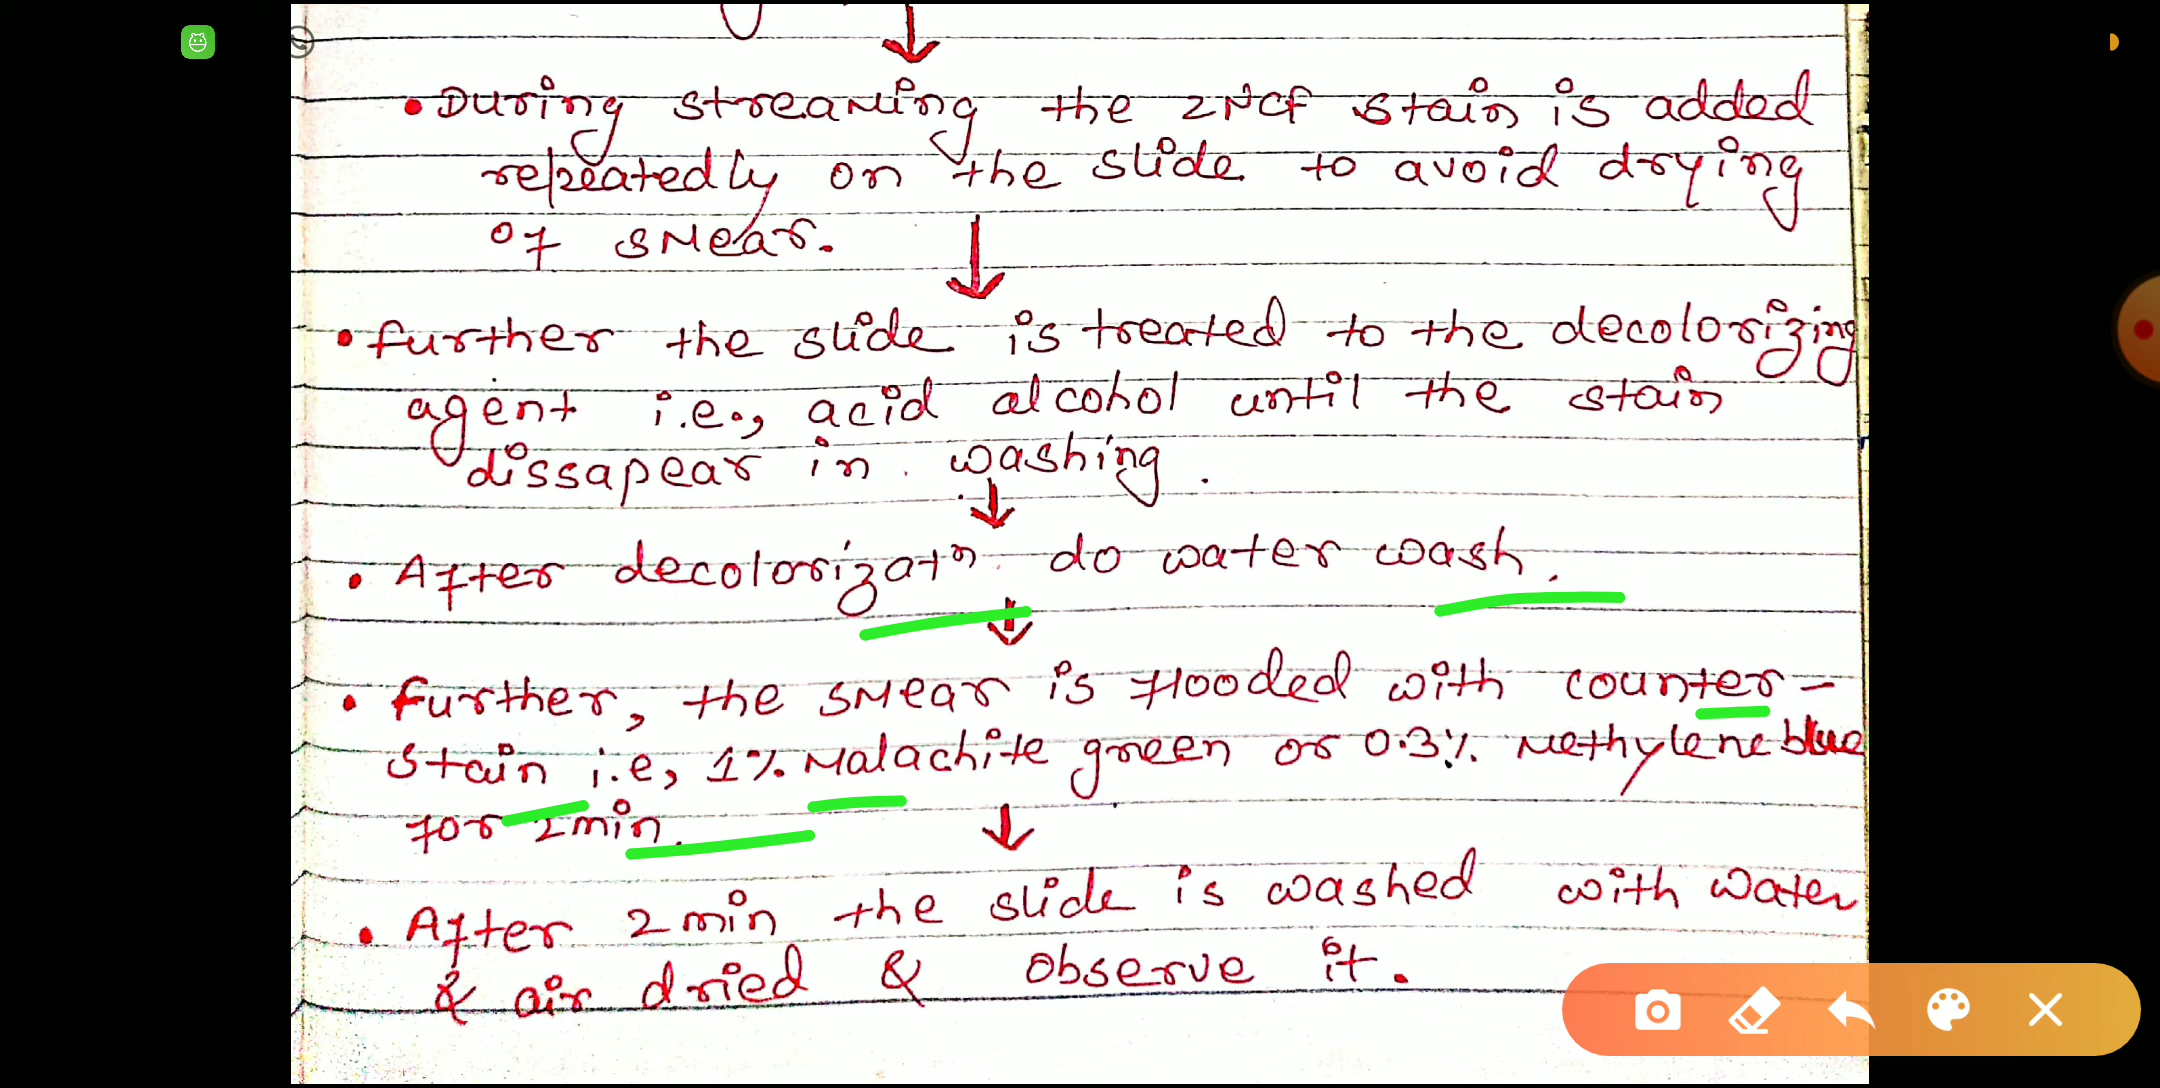 • During streaming the ZNCF stain is added
repeatedly on the slide to avoid drying
of smear.
• further the slide is treated to the decolorizing
agent i.e., acid alcohol until the stain
dissapear in washing.
• After decolorizatn do water wash.
• further, the smear is flooded with counter-
stain i.e, 1% Malachite green or 0.3% Methylene blue
for 2 min.
• After 2 min the slide is washed with water
& air dried & observe it.